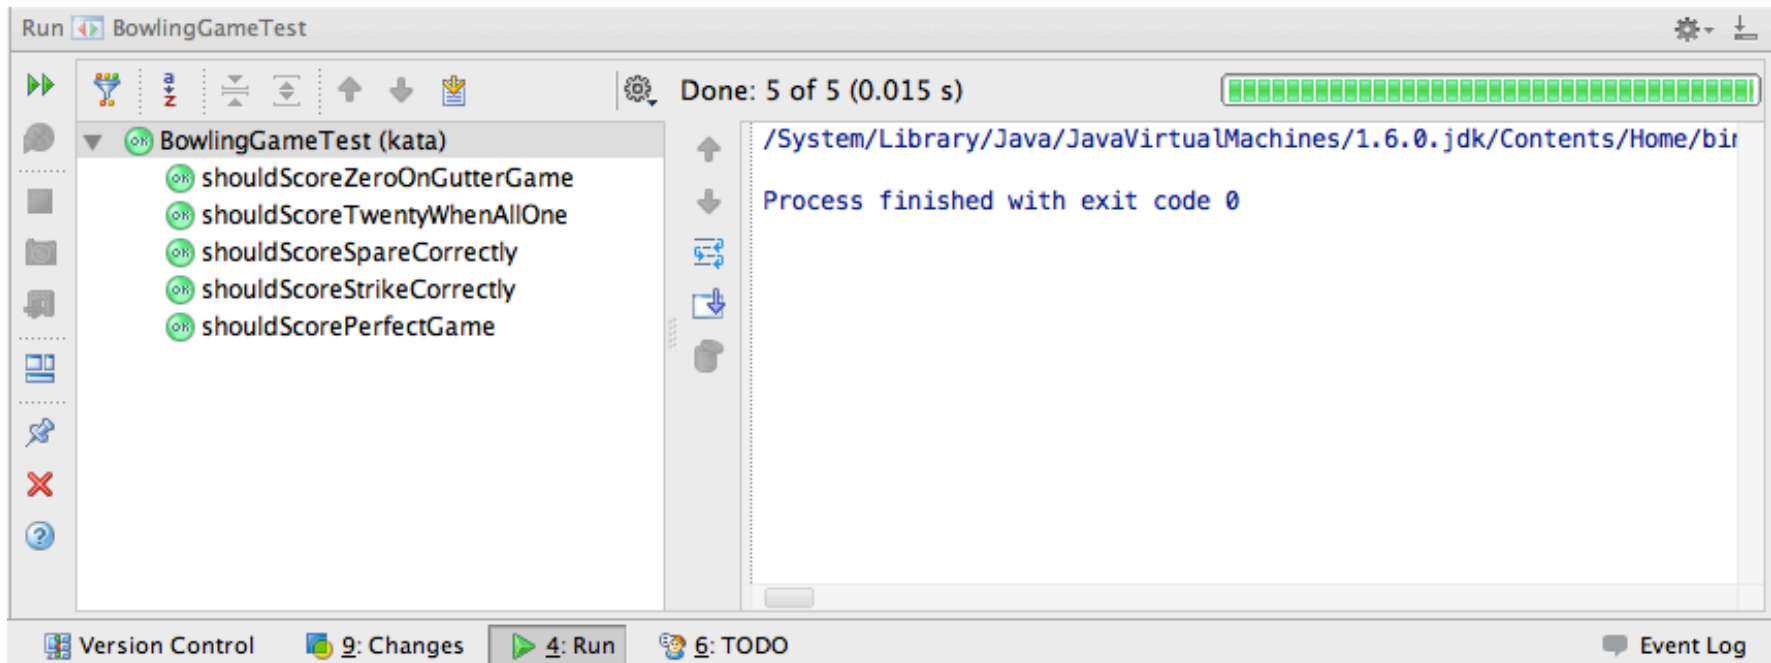 Run BowlingGameTest
Done: 5 of 5 (0.015 s)
BowlingGameTest (kata)
shouldScoreZeroOnGutterGame
shouldScoreTwentyWhenAllOne
shouldScoreSpareCorrectly
shouldScoreStrikeCorrectly
shouldScorePerfectGame
/System/Library/Java/JavaVirtualMachines/1.6.0.jdk/Contents/Home/bin
Process finished with exit code 0
Version Control 9: Changes 4: Run 6: TODO Event Log